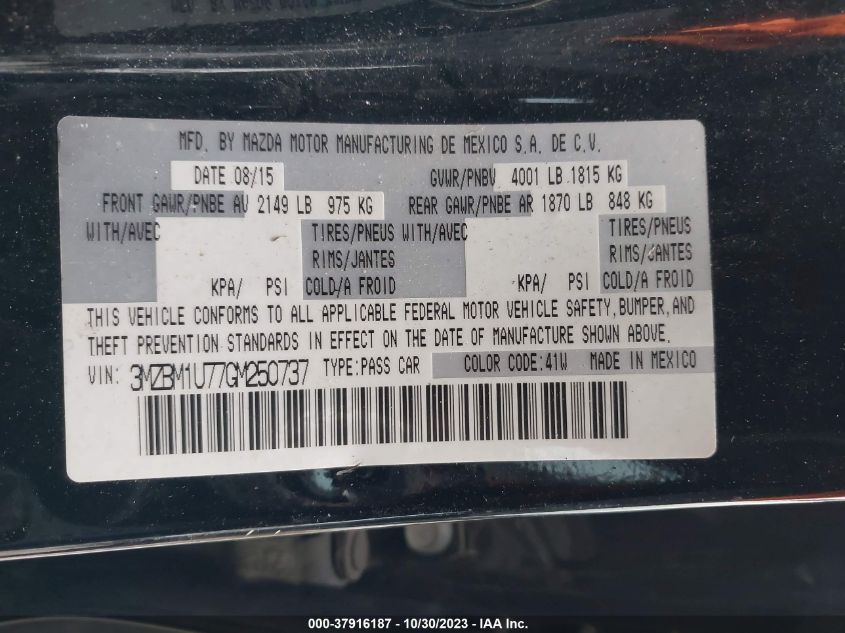 MFD. BY MAZDA MOTOR MANUFACTURING DE MEXICO S.A. DE C.V.
DATE 08/15 GVWR/PNBV 4001 LB 1815 KG
FRONT GAWR/PNBE AV 2149 LB 975 KG REAR GAWR/PNBE AR 1870 LB 848 KG
WITH/AVEC TIRES/PNEUS WITH/AVEC TIRES/PNEUS
RIMS/JANTES RIMS/JANTES
KPA/ PSI COLD/A FROID KPA/ PSI COLD/A FROID
THIS VEHICLE CONFORMS TO ALL APPLICABLE FEDERAL MOTOR VEHICLE SAFETY, BUMPER, AND
THEFT PREVENTION STANDARDS IN EFFECT ON THE DATE OF MANUFACTURE SHOWN ABOVE.
VIN: 3MZBM1U77GM250737 TYPE:PASS CAR COLOR CODE:41W MADE IN MEXICO
000-37916187 - 10/30/2023 - IAA Inc.